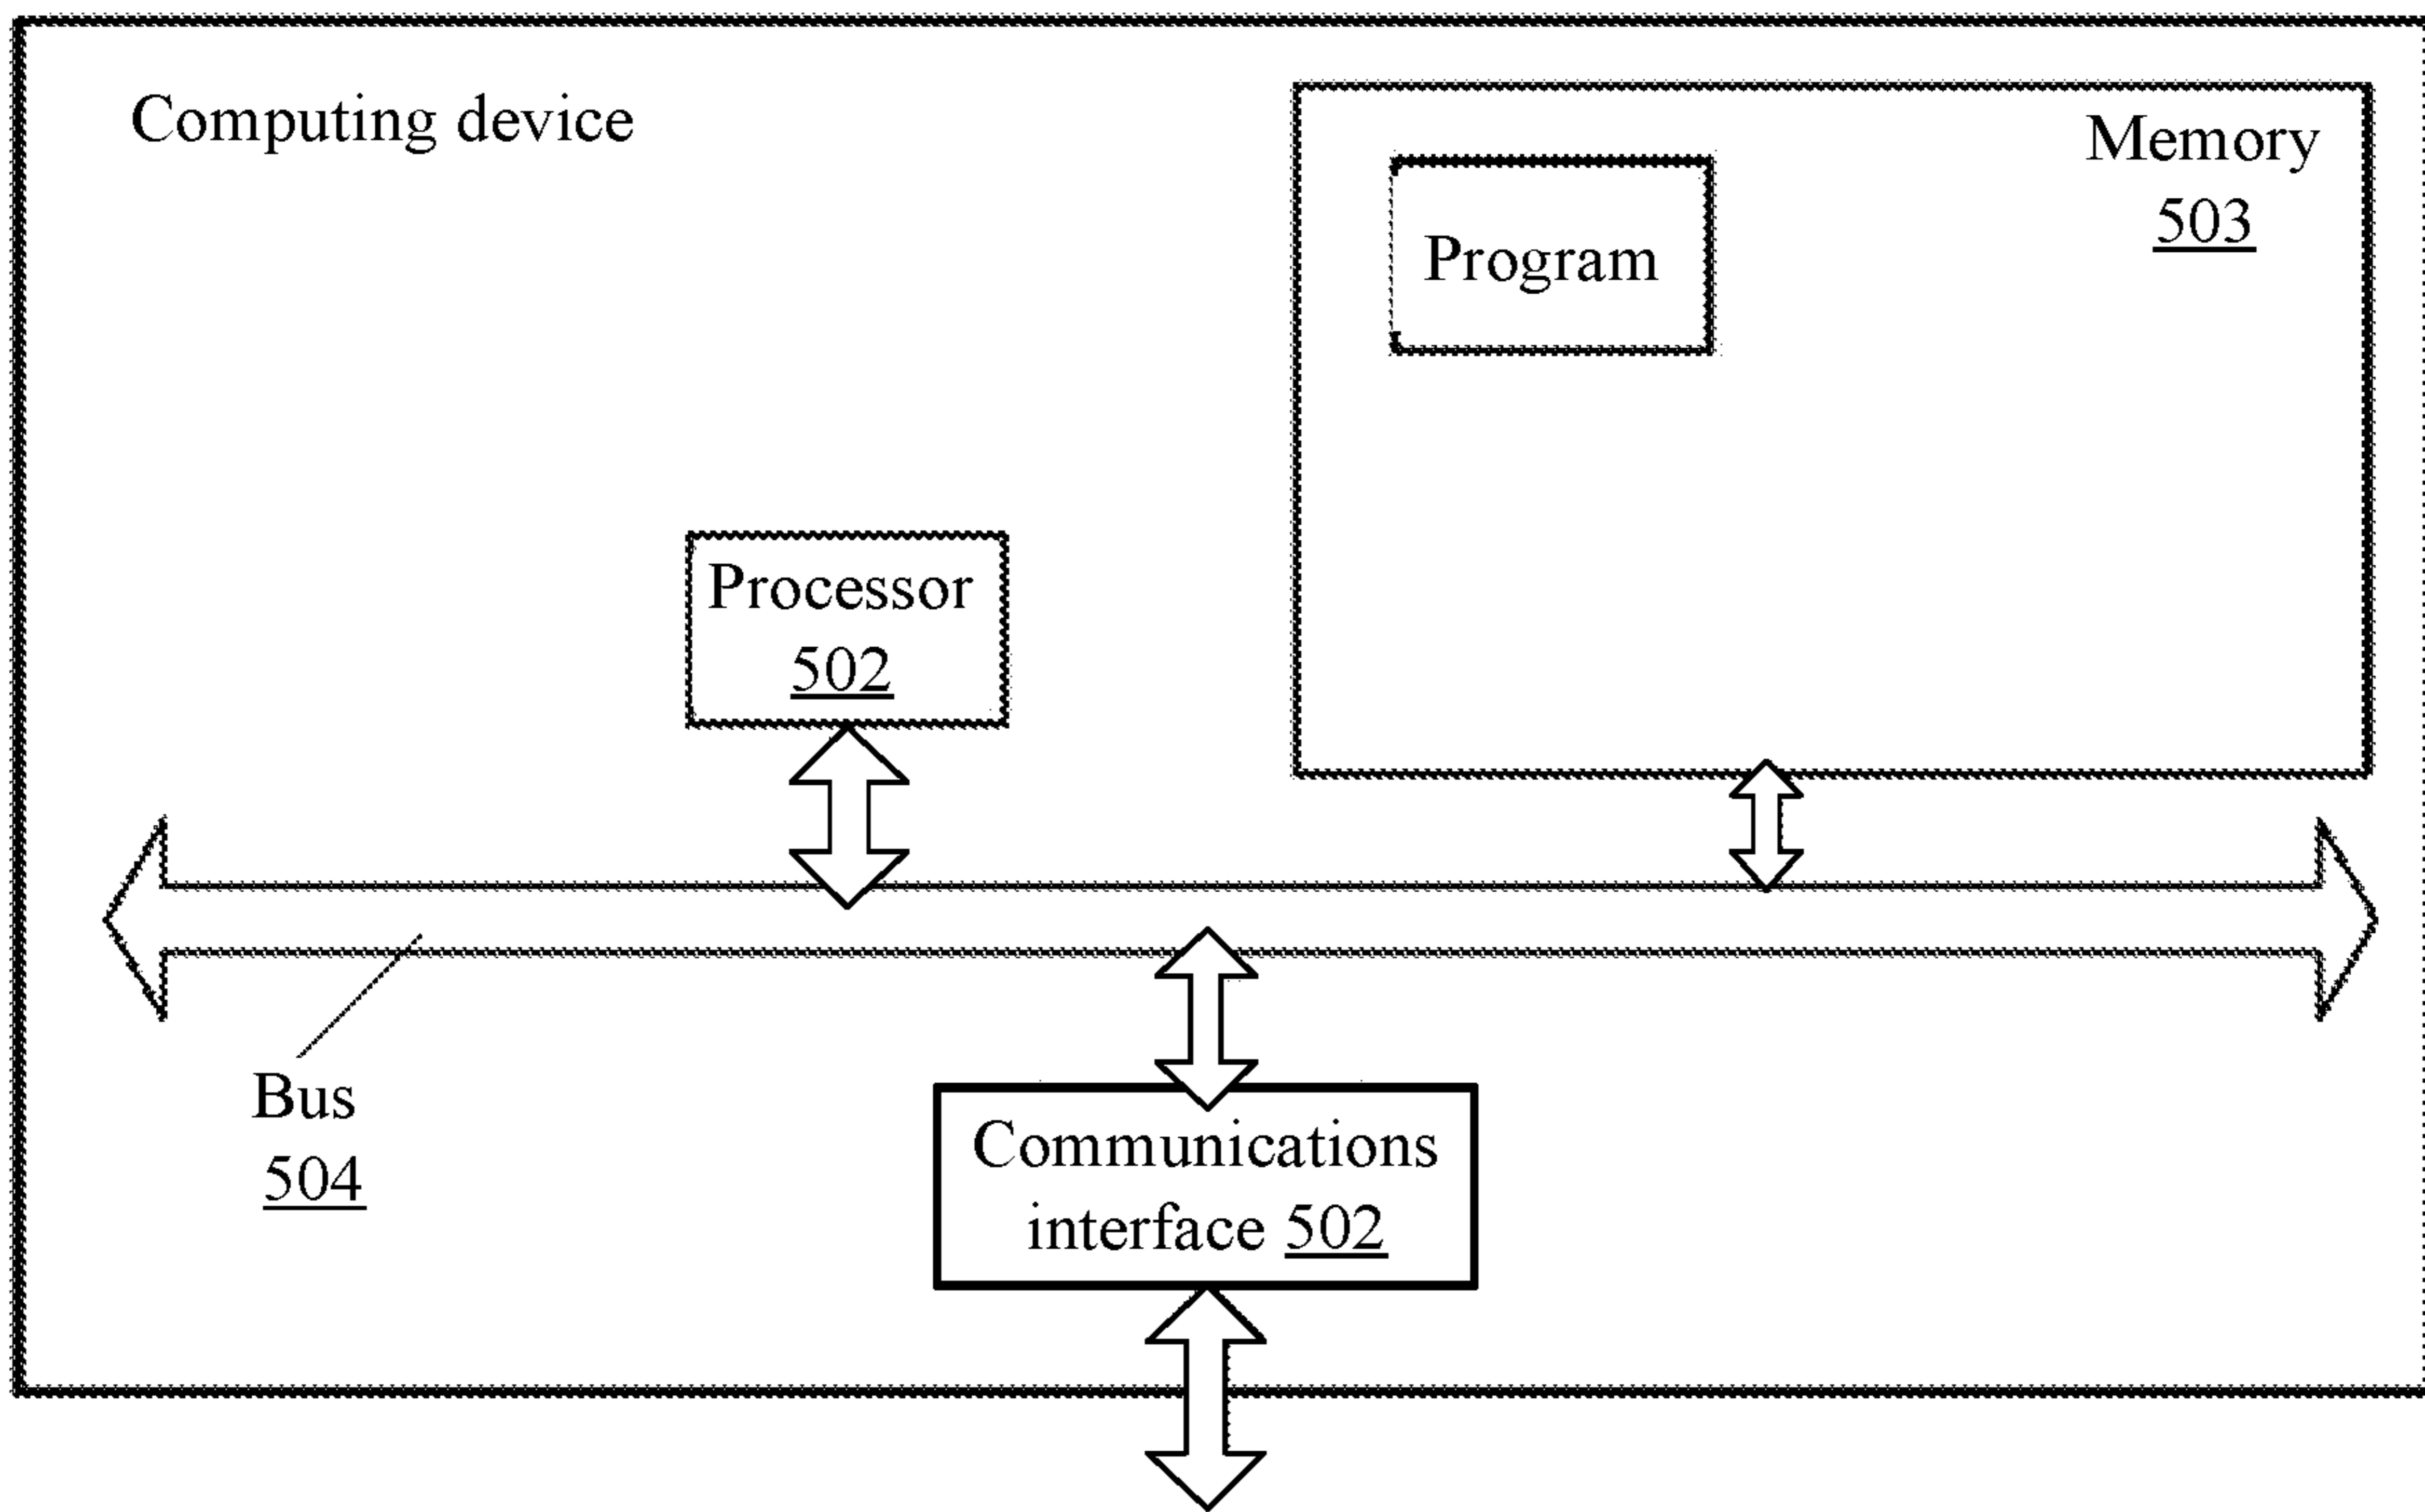 Computing device
Memory
503
Program
Processor
502
Bus
504
Communications
interface 502